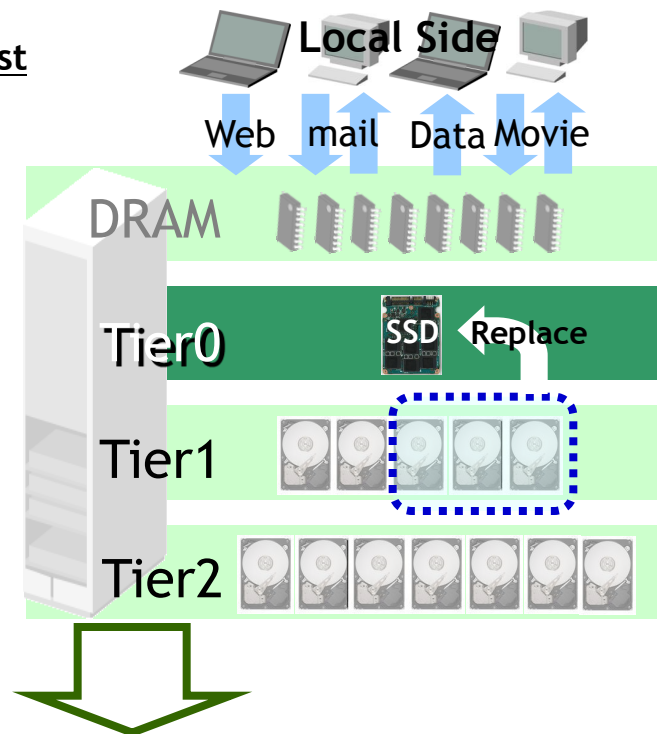 Local Side
st
Web mail Data Movie
DRAM
Tier0 SSD Replace
Tier1
Tier2